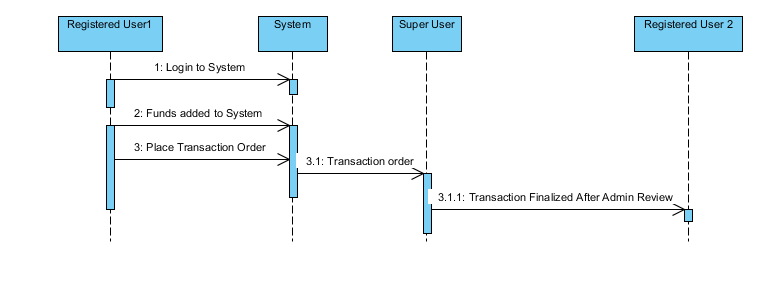 Registered User1
System
Super User
Registered User 2
1: Login to System
2: Funds added to System
3: Place Transaction Order
3.1: Transaction order
3.1.1: Transaction Finalized After Admin Review